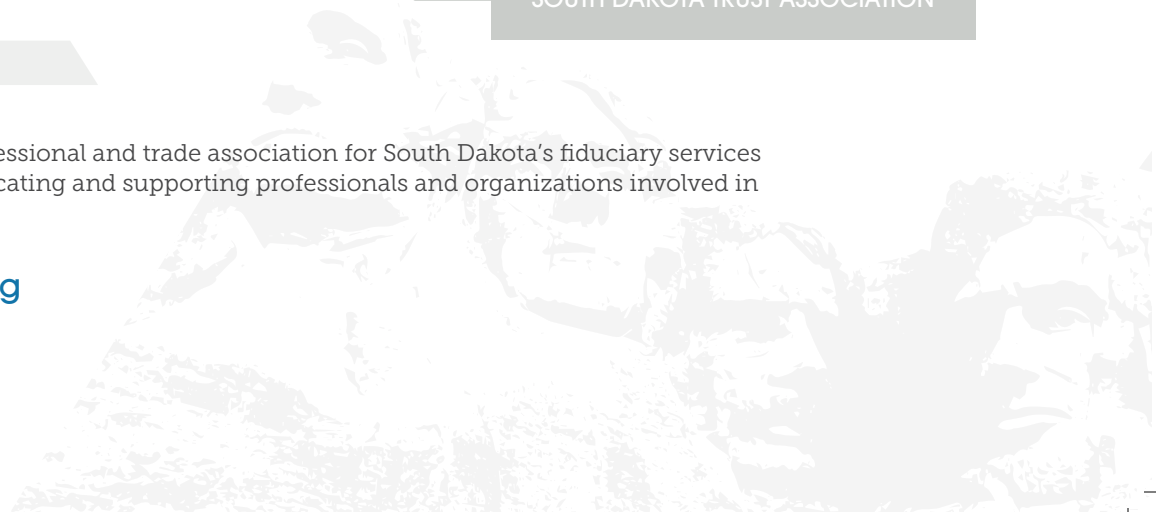 SOUTH DAKOTA TRUST ASSOCIATION
essional and trade association for South Dakota's fiduciary services
cating and supporting professionals and organizations involved in
g